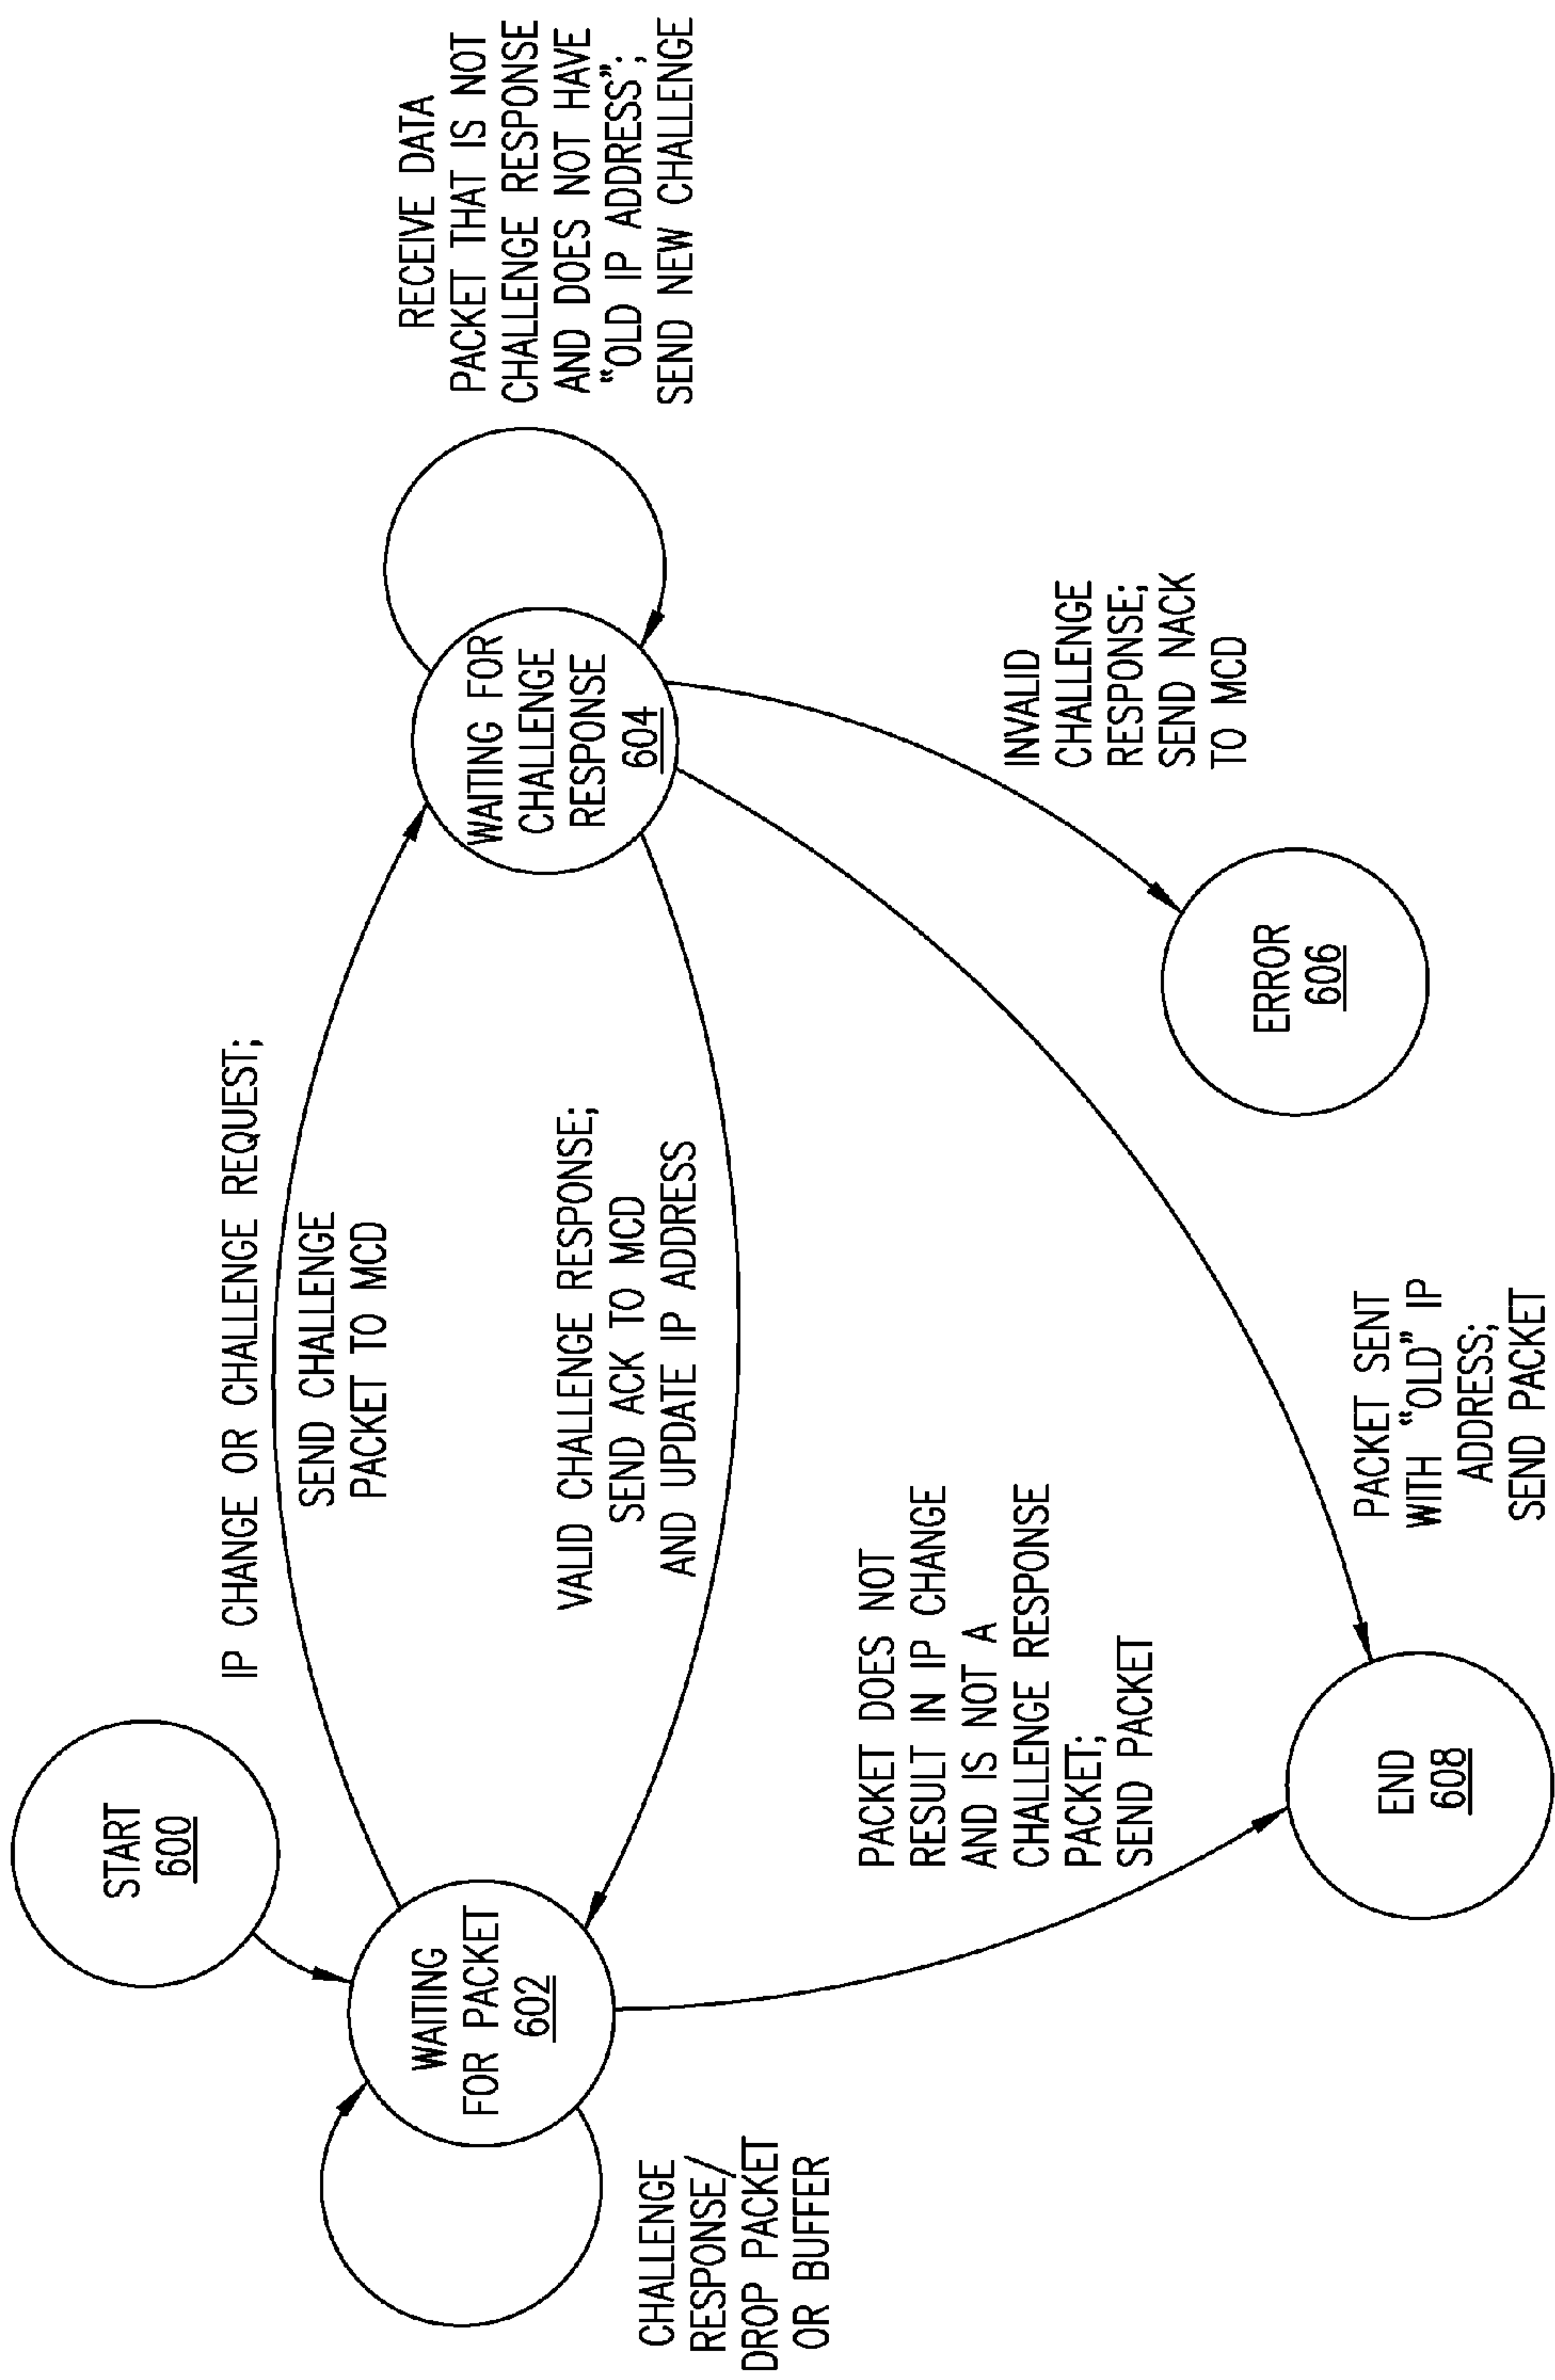 START
600
IP CHANGE OR CHALLENGE REQUEST;
SEND CHALLENGE
PACKET TO MCD
RECEIVE DATA
PACKET THAT IS NOT
CHALLENGE RESPONSE
AND DOES NOT HAVE
“OLD IP ADDRESS”;
SEND NEW CHALLENGE
WAITING
FOR PACKET
602
WAITING FOR
CHALLENGE
RESPONSE
604
VALID CHALLENGE RESPONSE;
SEND ACK TO MCD
AND UPDATE IP ADDRESS
CHALLENGE
RESPONSE/
DROP PACKET
OR BUFFER
PACKET DOES NOT
RESULT IN IP CHANGE
AND IS NOT A
CHALLENGE RESPONSE
PACKET;
SEND PACKET
INVALID
CHALLENGE
RESPONSE;
SEND NACK
TO MCD
ERROR
606
END
608
PACKET SENT
WITH “OLD” IP
ADDRESS;
SEND PACKET